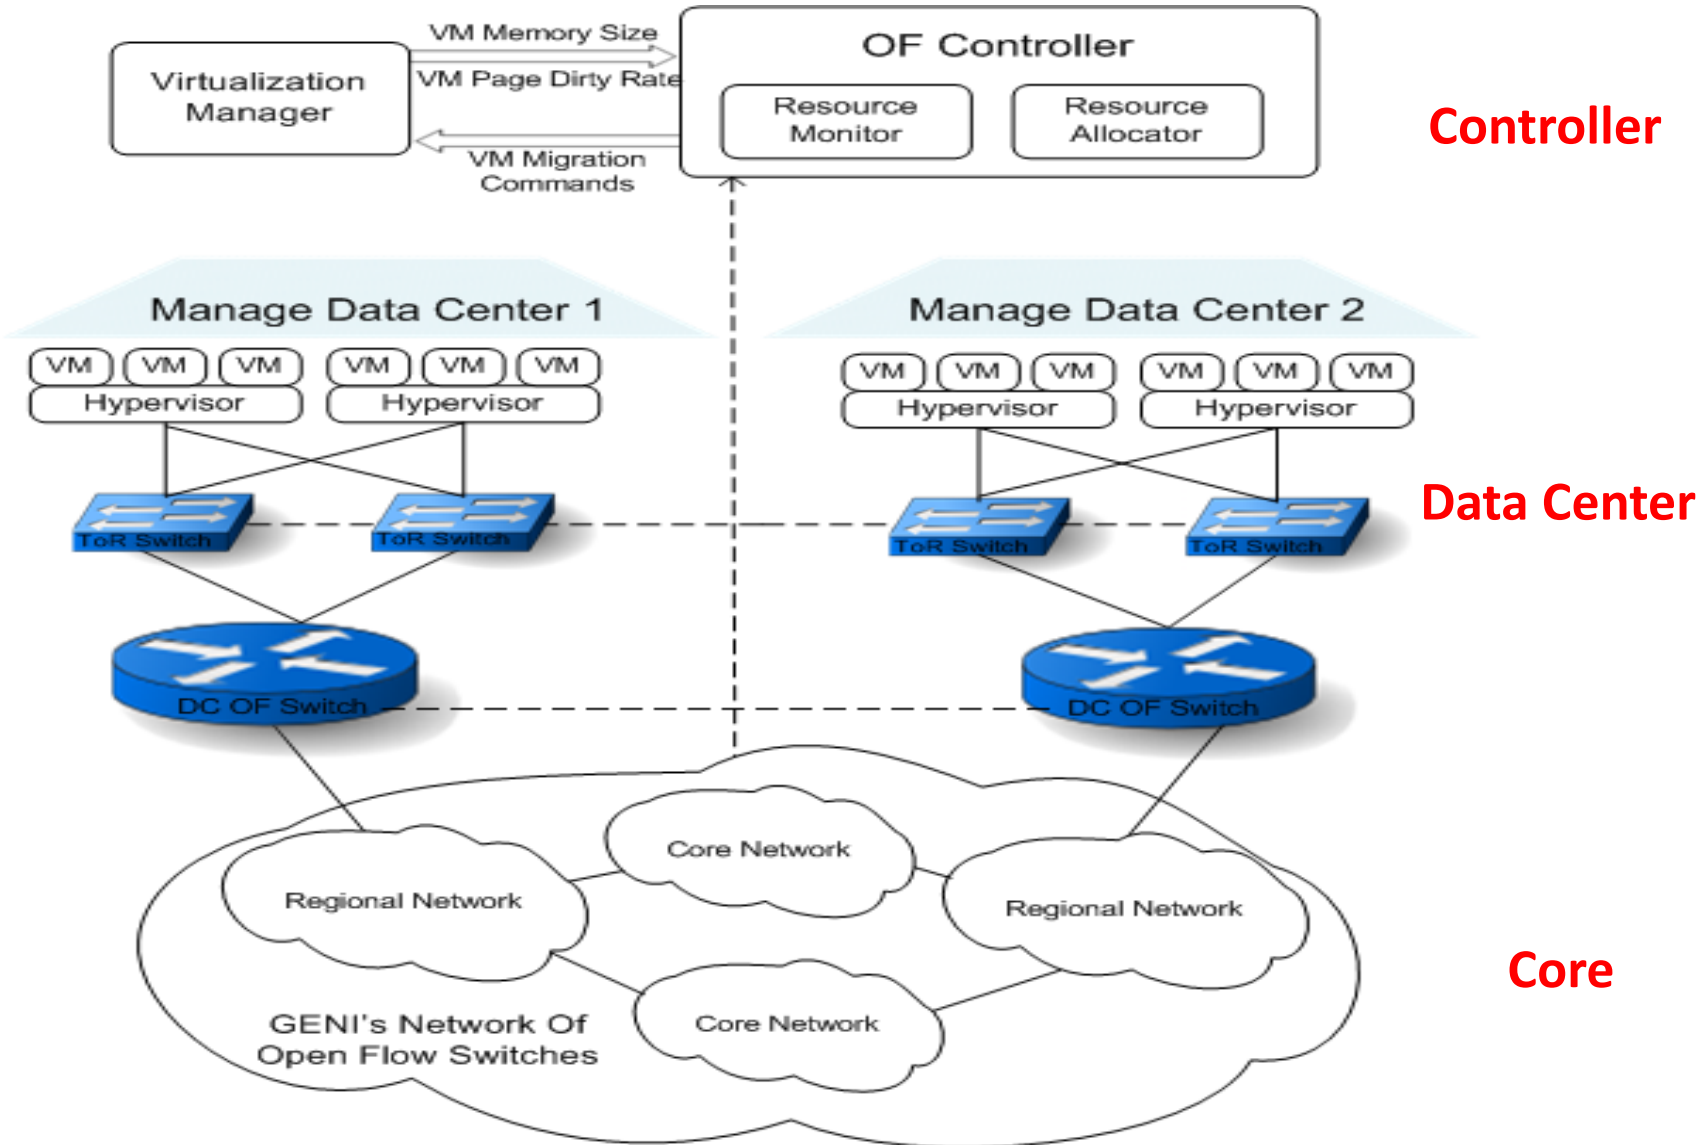 VM Memory Size
OF Controller
Virtualization
Manager
VM Page Dirty Rate
Resource
Monitor
Resource
Allocator
Controller
VM Migration
Commands
Manage Data Center 1
Manage Data Center 2
VM VM VM VM VM VM
VM VM VM VM VM VM
Hypervisor Hypervisor
Hypervisor Hypervisor
Data Center
ToR Switch ToR Switch
ToR Switch ToR Switch
DC OF Switch
DC OF Switch
Core Network
Regional Network
Regional Network
Core
Core Network
GENI's Network Of
Open Flow Switches